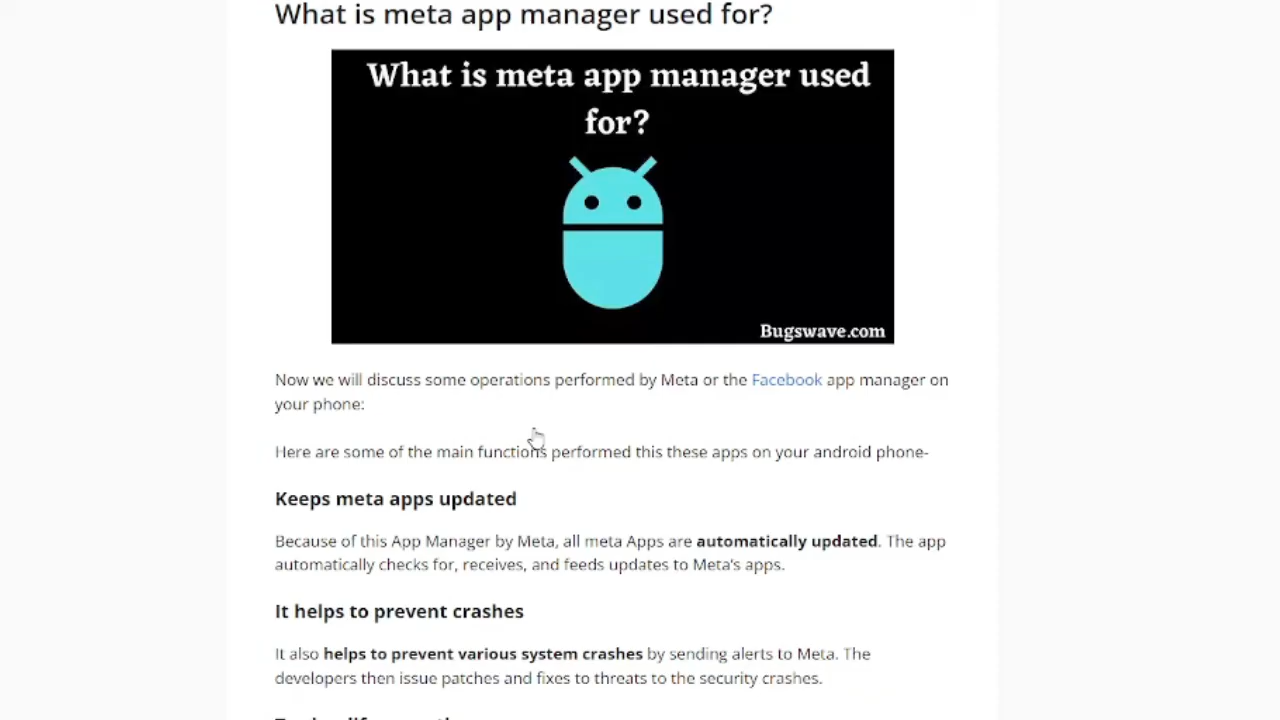 What is meta app manager used for?
What is meta app manager used
for?
Bugswave.com
Now we will discuss some operations performed by Meta or the Facebook app manager on
your phone:
Here are some of the main functions performed this these apps on your android phone-
Keeps meta apps updated
Because of this App Manager by Meta, all meta Apps are automatically updated. The app
automatically checks for, receives, and feeds updates to Meta's apps.
It helps to prevent crashes
It also helps to prevent various system crashes by sending alerts to Meta. The
developers then issue patches and fixes to threats to the security crashes.